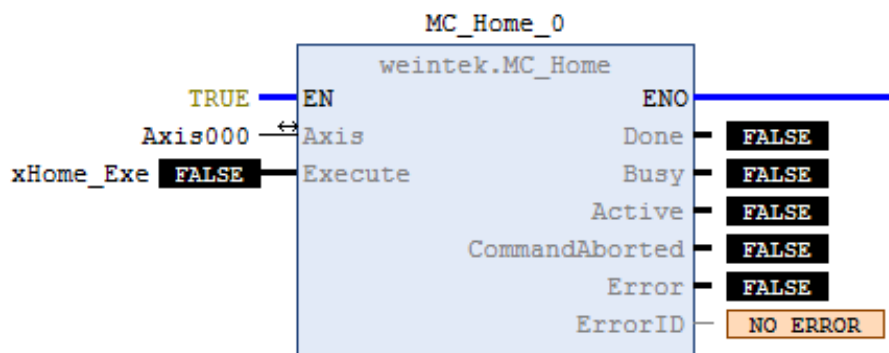 MC_Home_0
weintek.MC_Home
TRUE EN ENO
Axis000 Axis Done FALSE
xHome_Exe FALSE Execute Busy FALSE
Active FALSE
CommandAborted FALSE
Error FALSE
ErrorID NO ERROR